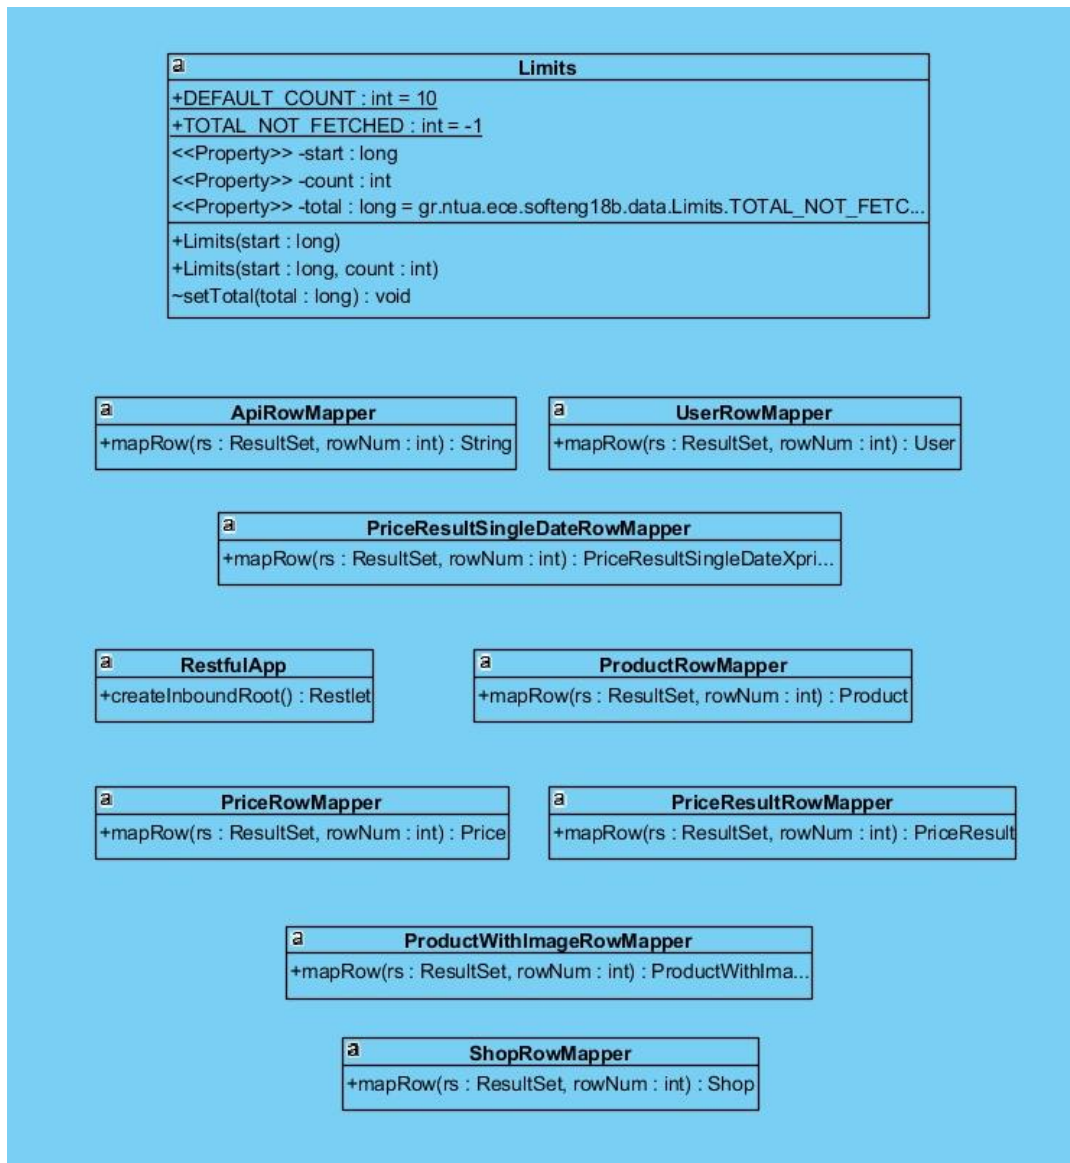 a
Limits
+DEFAULT_COUNT : int = 10
+TOTAL_NOT_FETCHED : int = -1
<<Property>> -start : long
<<Property>> -count : int
<<Property>> -total : long = gr.ntua.ece.softeng18b.data.Limits.TOTAL_NOT_FETC...
+Limits(start : long)
+Limits(start : long, count : int)
~setTotal(total : long) : void
a
ApiRowMapper
+mapRow(rs : ResultSet, rowNum : int) : String
a
UserRowMapper
+mapRow(rs : ResultSet, rowNum : int) : User
a
PriceResultSingleDateRowMapper
+mapRow(rs : ResultSet, rowNum : int) : PriceResultSingleDateXpri...
a
RestfulApp
+createInboundRoot() : Restlet
a
ProductRowMapper
+mapRow(rs : ResultSet, rowNum : int) : Product
a
PriceRowMapper
+mapRow(rs : ResultSet, rowNum : int) : Price
a
PriceResultRowMapper
+mapRow(rs : ResultSet, rowNum : int) : PriceResult
a
ProductWithImageRowMapper
+mapRow(rs : ResultSet, rowNum : int) : ProductWithIma...
a
ShopRowMapper
+mapRow(rs : ResultSet, rowNum : int) : Shop